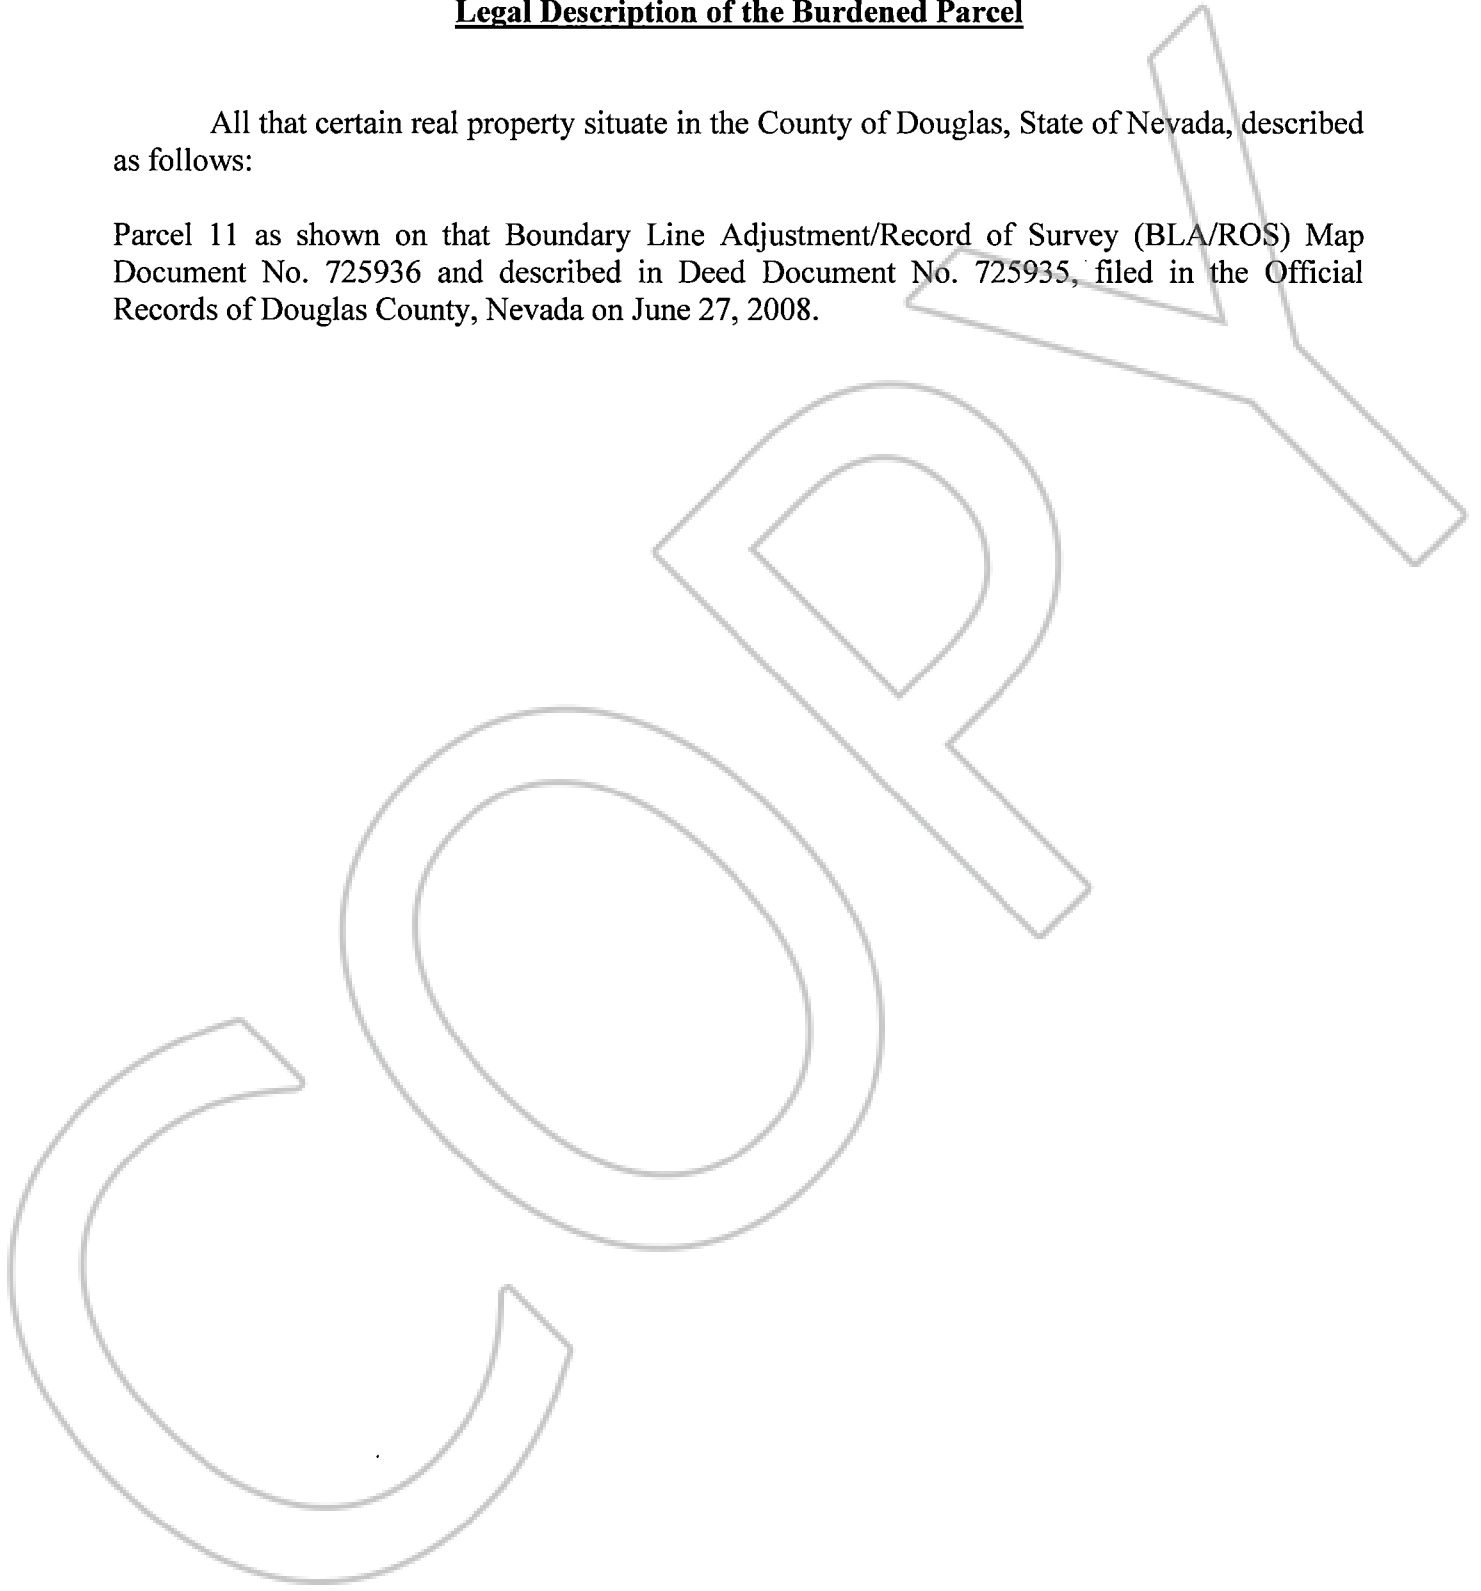 Legal Description of the Burdened Parcel
All that certain real property situate in the County of Douglas, State of Nevada, described
as follows:
Parcel 11 as shown on that Boundary Line Adjustment/Record of Survey (BLA/ROS) Map
Document No. 725936 and described in Deed Document No. 725935, filed in the Official
Records of Douglas County, Nevada on June 27, 2008.
COPY